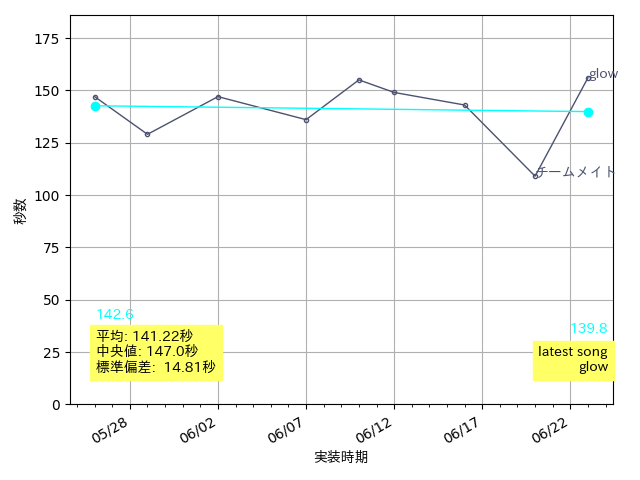 175
150
125
100
75
50
25
0
秒数
glow
チームメイト
142.6
平均: 141.22秒
中央値: 147.0秒
標準偏差: 14.81秒
139.8
latest song
glow
05/28
06/02
06/07
06/12
06/17
06/22
実装時期